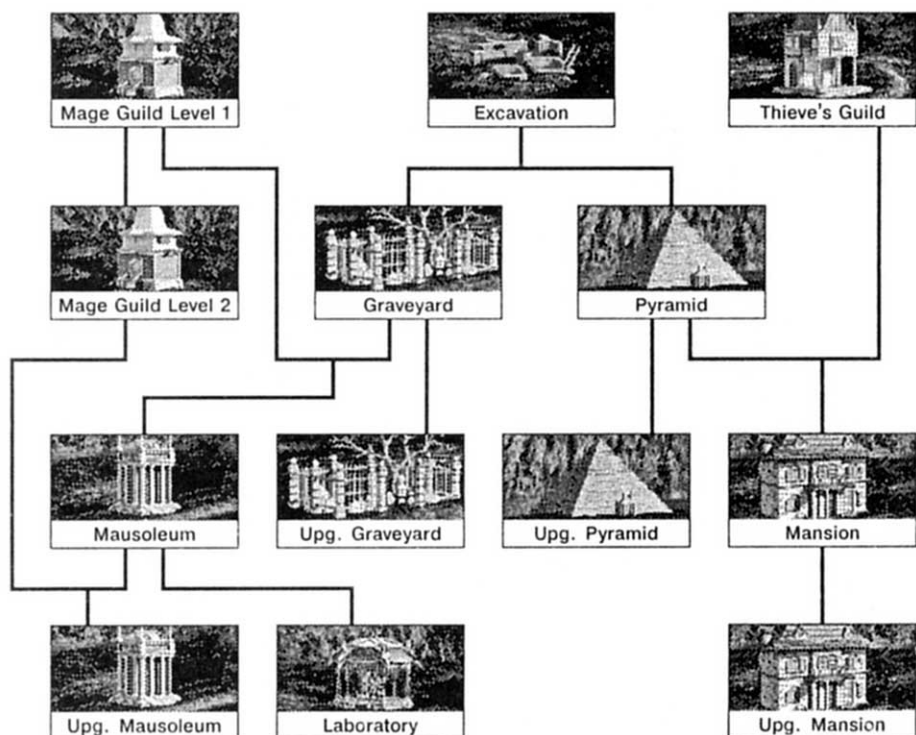 Mage Guild Level 1
Excavation
Thieve's Guild
Mage Guild Level 2
Graveyard
Pyramid
Mausoleum
Upg. Graveyard
Upg. Pyramid
Mansion
Upg. Mausoleum
Laboratory
Upg. Mansion